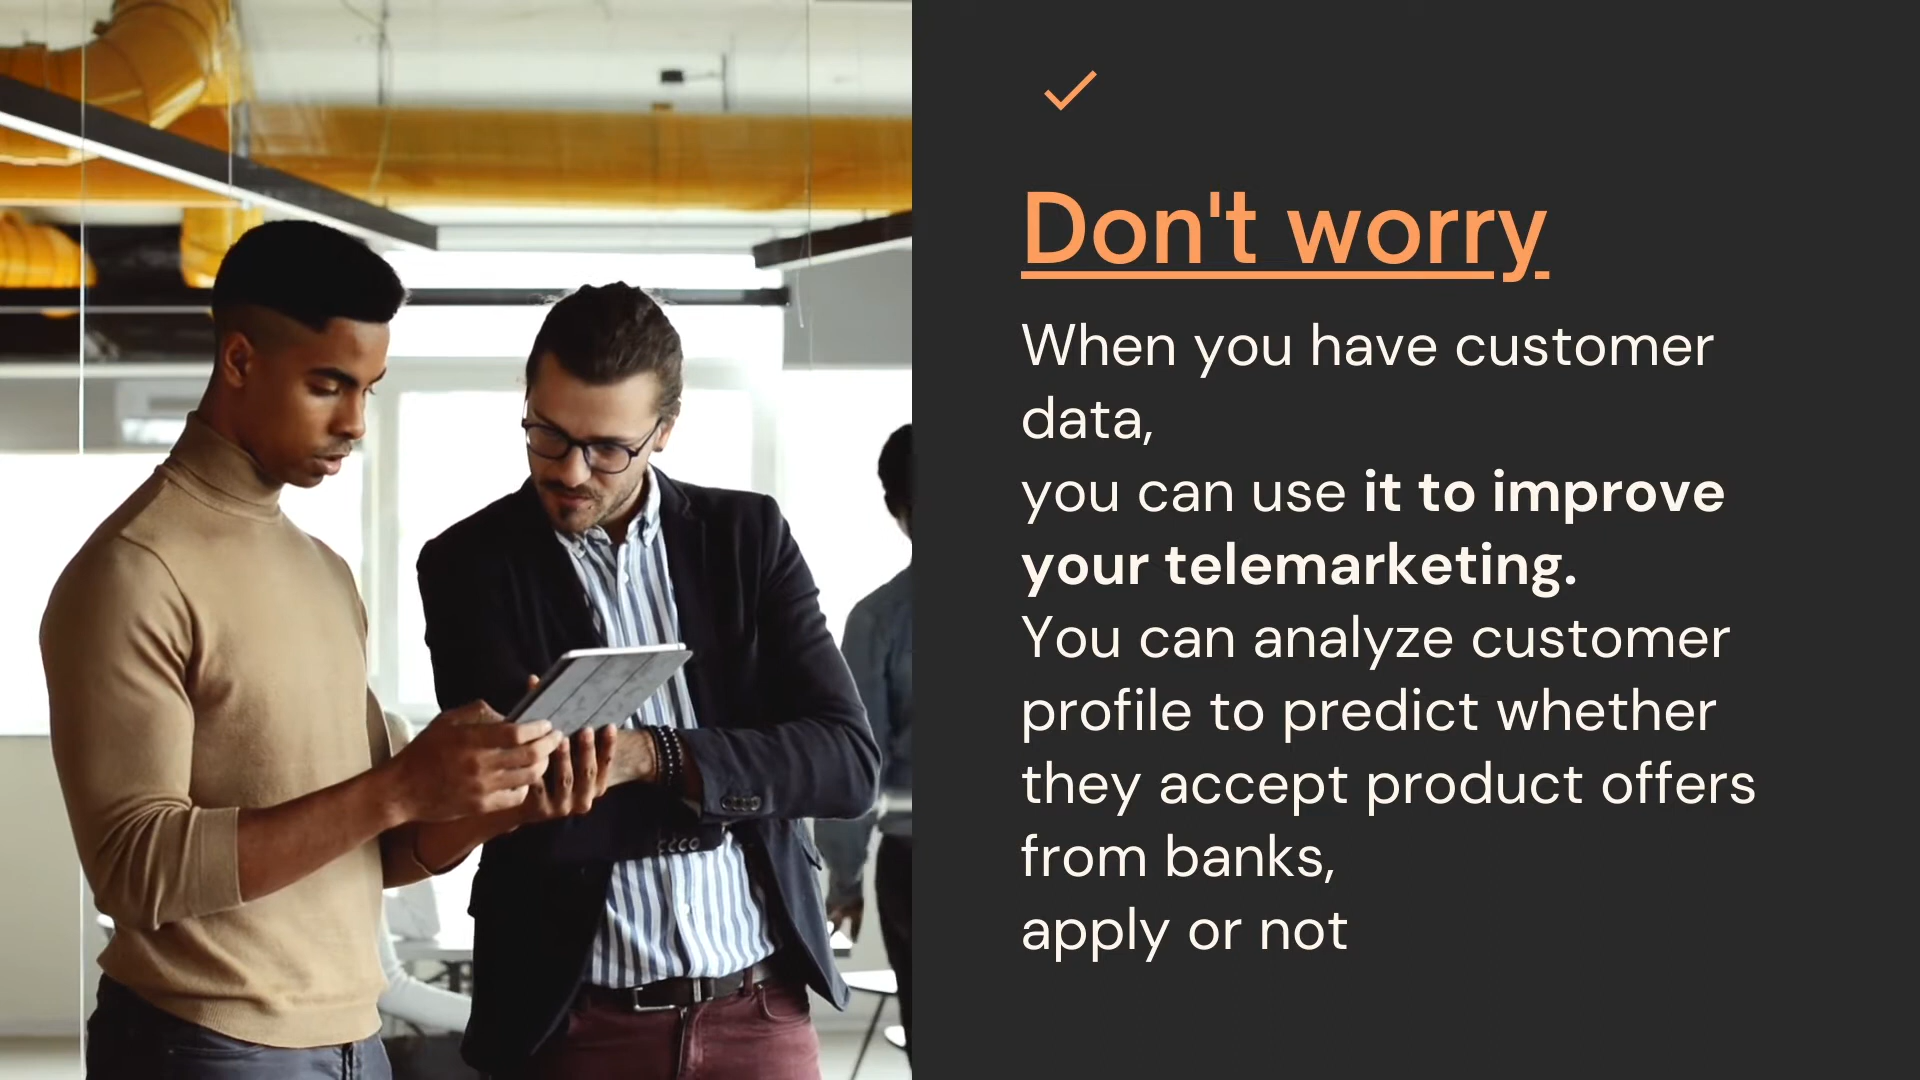 Don't worry
When you have customer
data,
you can use it to improve
your telemarketing.
You can analyze customer
profile to predict whether
they accept product offers
from banks,
apply or not